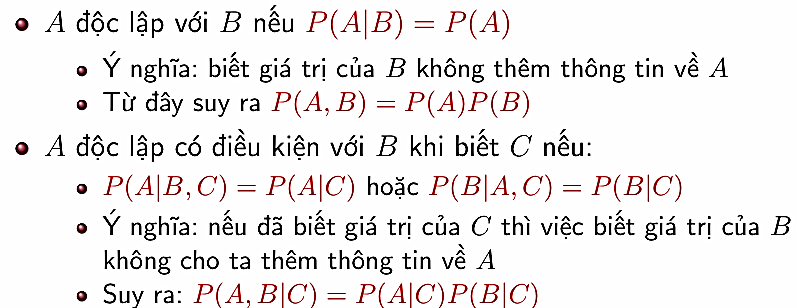 • A độc lập với B nếu P(A|B) = P(A)
• Ý nghĩa: biết giá trị của B không thêm thông tin về A
• Từ đây suy ra P(A, B) = P(A)P(B)
• A độc lập có điều kiện với B khi biết C nếu:
• P(A|B, C) = P(A|C) hoặc P(B|A, C) = P(B|C)
• Ý nghĩa: nếu đã biết giá trị của C thì việc biết giá trị của B
không cho ta thêm thông tin về A
• Suy ra: P(A, B|C) = P(A|C)P(B|C)